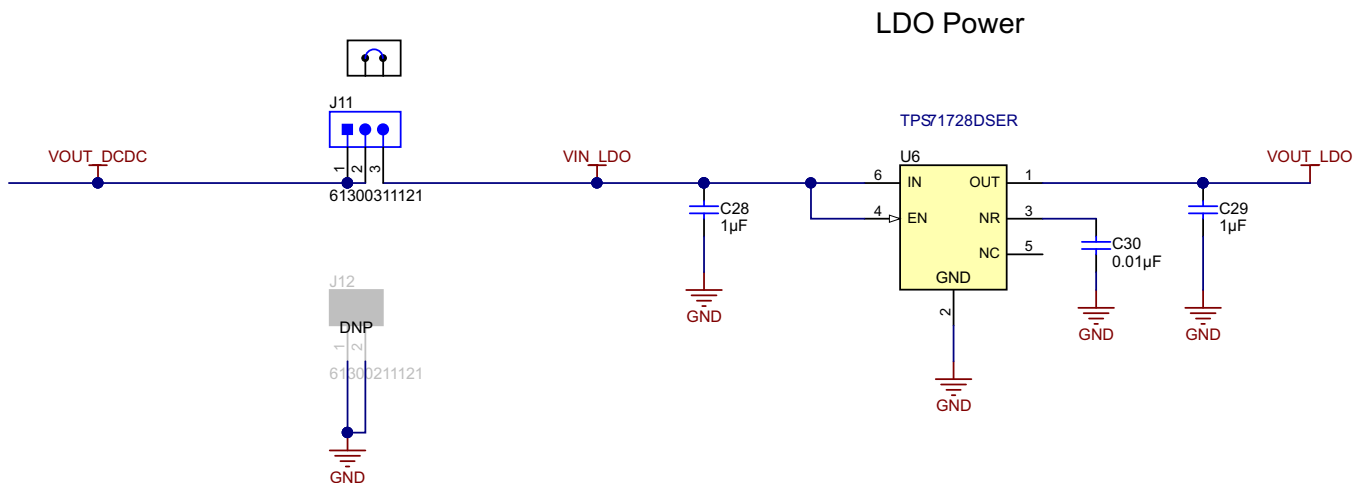 LDO Power
J11
TPS71728DSER
VOUT_DCDC
VIN_LDO
U6
VOUT_LDO
1
2
3
61300311121
6
IN
OUT
1
4
EN
NR
3
NC
5
GND
2
C28
1µF
C29
1µF
C30
0.01µF
J12
DNP
1
2
61300211121
GND
GND
GND
GND
GND